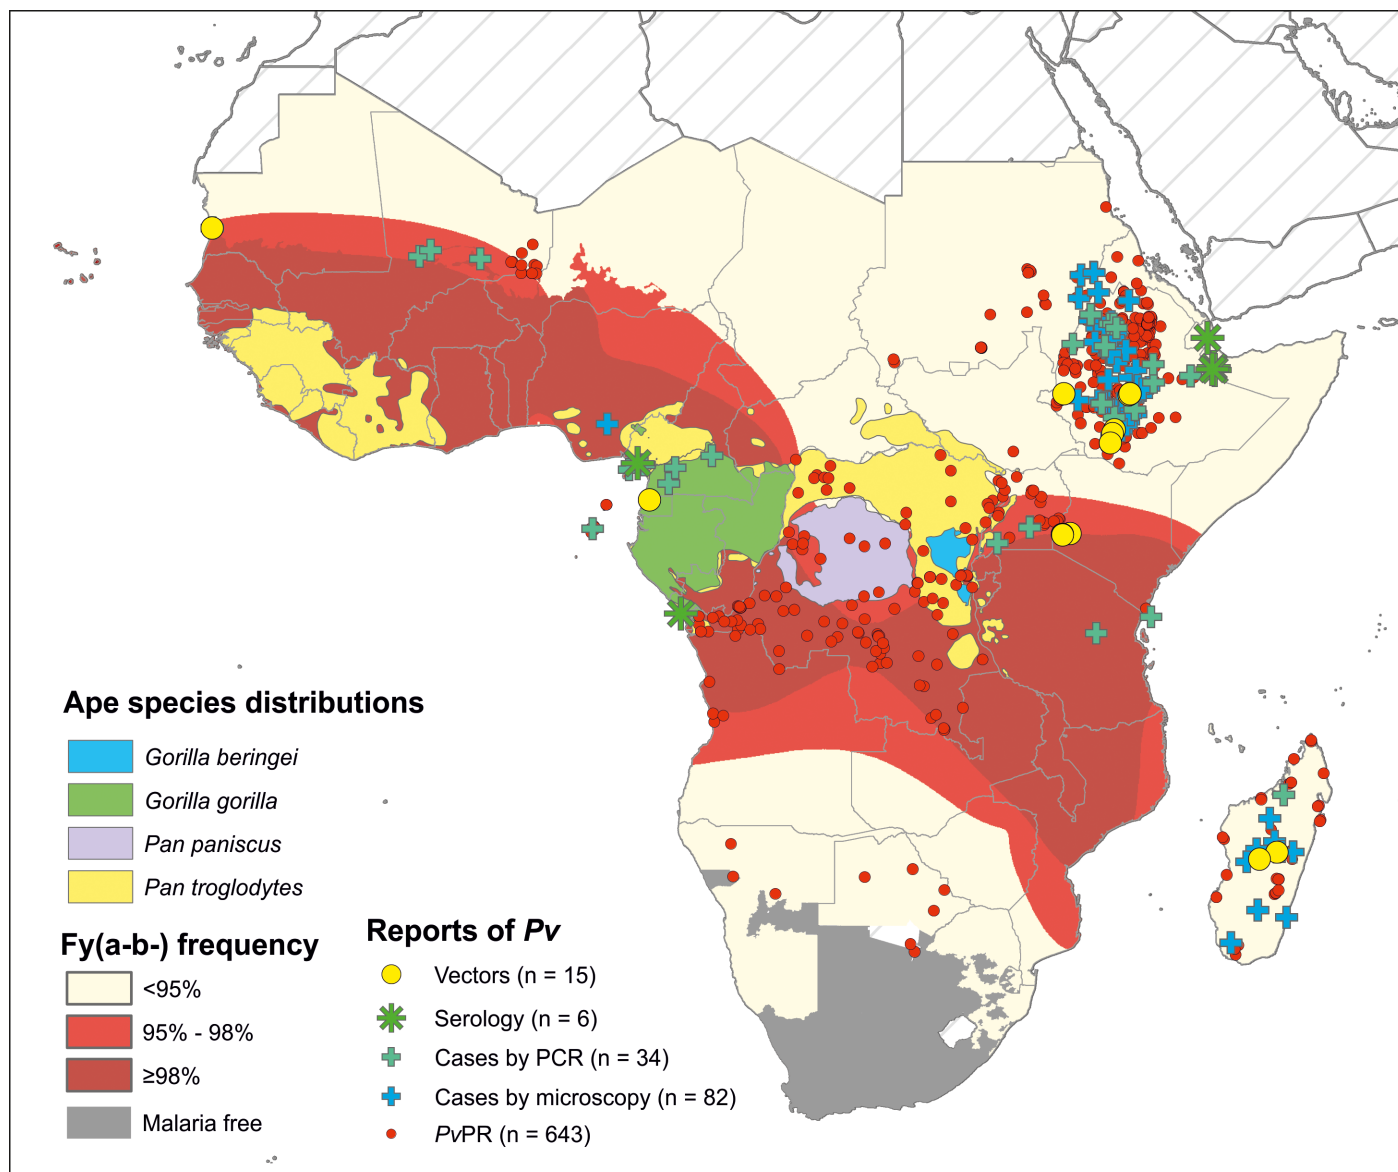 Ape species distributions
Gorilla beringei
Gorilla gorilla
Pan paniscus
Pan troglodytes
Fy(a-b-) frequency
<95%
95% - 98%
≥98%
Malaria free
Reports of Pv
Vectors (n = 15)
Serology (n = 6)
Cases by PCR (n = 34)
Cases by microscopy (n = 82)
PvPR (n = 643)